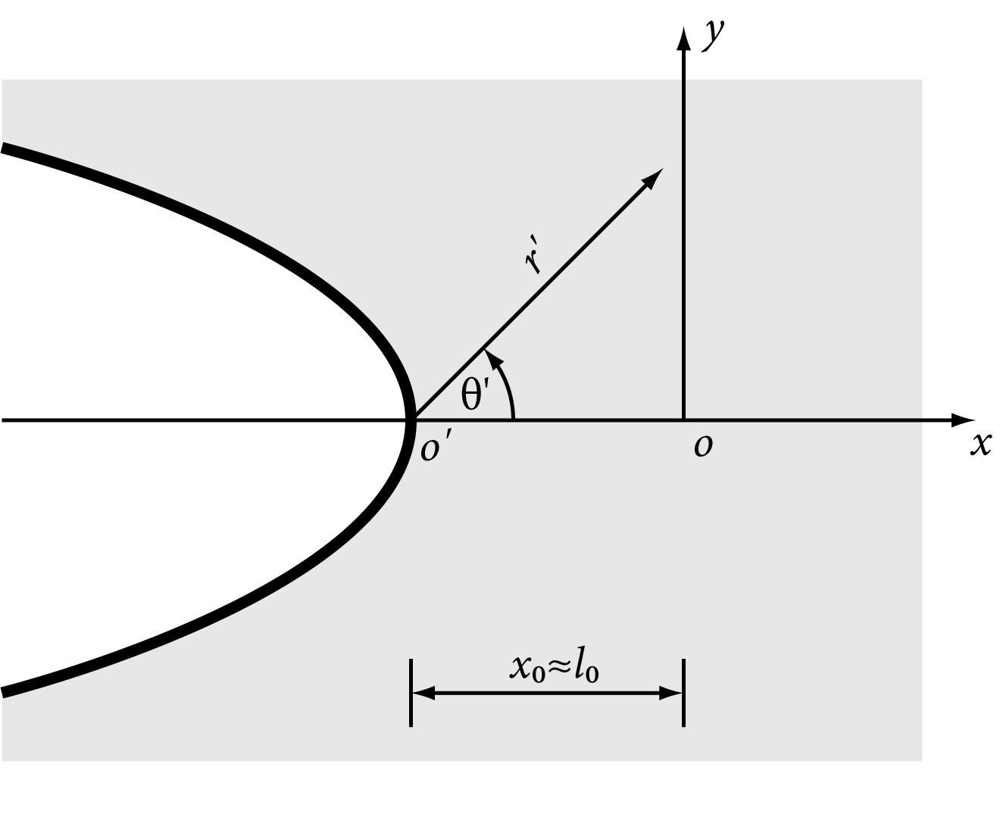 y
r′
θ'
o′
o
x
x₀≈l₀